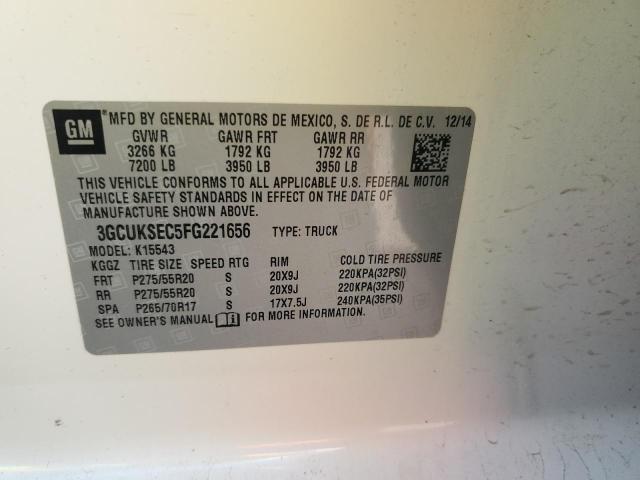 GM
® MFD BY GENERAL MOTORS DE MEXICO, S. DE R.L. DE C.V. 12/14
GVWR GAWR FRT GAWR RR
3266 KG 1792 KG 1792 KG
7200 LB 3950 LB 3950 LB
THIS VEHICLE CONFORMS TO ALL APPLICABLE U.S. FEDERAL MOTOR
VEHICLE SAFETY STANDARDS IN EFFECT ON THE DATE OF
MANUFACTURE SHOWN ABOVE.
3GCUKSEC5FG221656 TYPE: TRUCK
MODEL: K15543
KGGZ TIRE SIZE SPEED RTG RIM COLD TIRE PRESSURE
FRT P275/55R20 S 20X9J 220KPA(32PSI)
RR P275/55R20 S 20X9J 220KPA(32PSI)
SPA P265/70R17 S 17X7.5J 240KPA(35PSI)
SEE OWNER'S MANUAL FOR MORE INFORMATION.